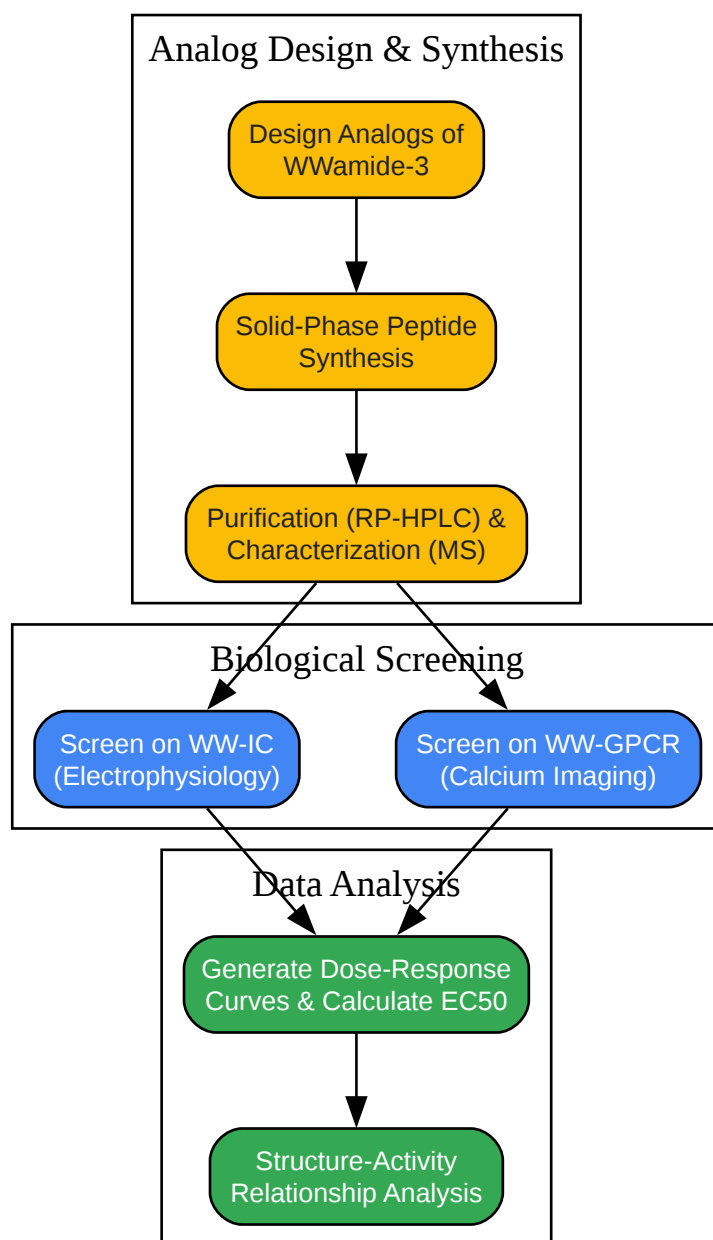 Analog Design & Synthesis
Design Analogs of
WWamide-3
Solid-Phase Peptide
Synthesis
Purification (RP-HPLC) &
Characterization (MS)
Biological Screening
Screen on WW-IC
(Electrophysiology)
Screen on WW-GPCR
(Calcium Imaging)
Data Analysis
Generate Dose-Response
Curves & Calculate EC50
Structure-Activity
Relationship Analysis